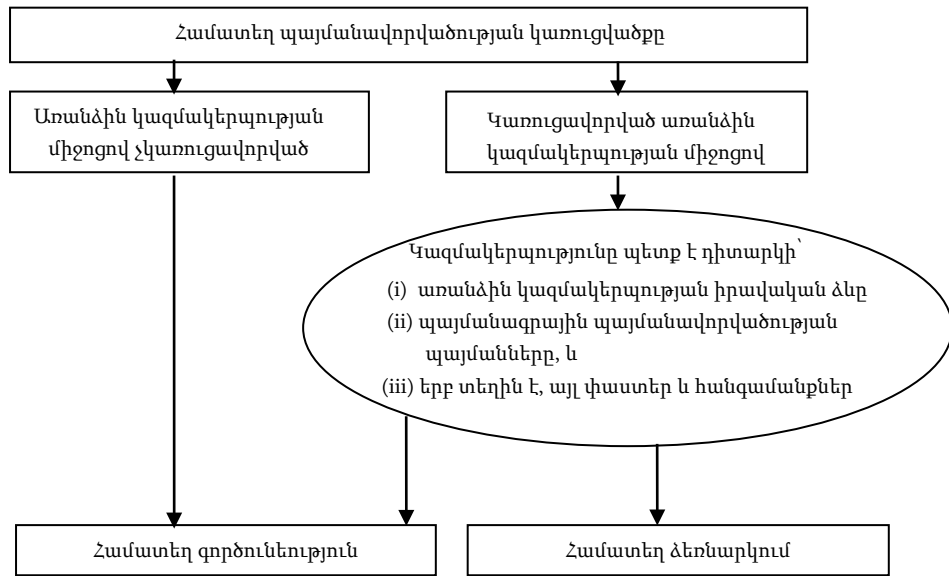 Համատեղ պայմանավորվածության կառուցվածքը
Առանձին կազմակերպության
միջոցով չկառուցավորված
Կառուցավորված առանձին
կազմակերպության միջոցով
Կազմակերպությունը պետք է դիտարկի՝
(i) առանձին կազմակերպության իրավական ձևը
(ii) պայմանագրային պայմանավորվածության
պայմանները, և
(iii) երբ տեղին է, այլ փաստեր և հանգամանքներ
Համատեղ գործունեություն
Համատեղ ձեռնարկում